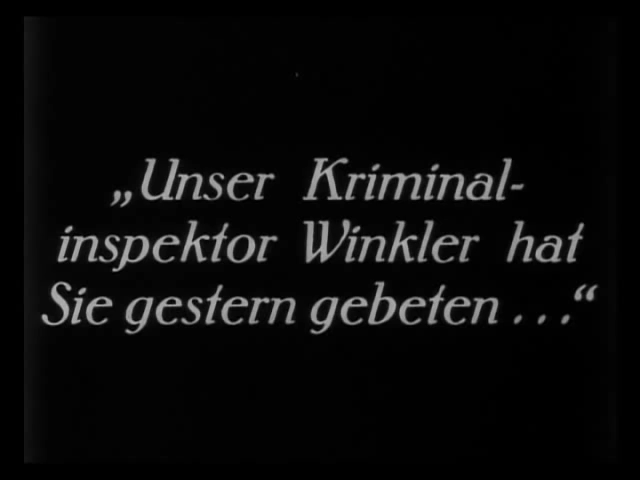 „Unser Kriminal-
inspektor Winkler hat
Sie gestern gebeten . . .“